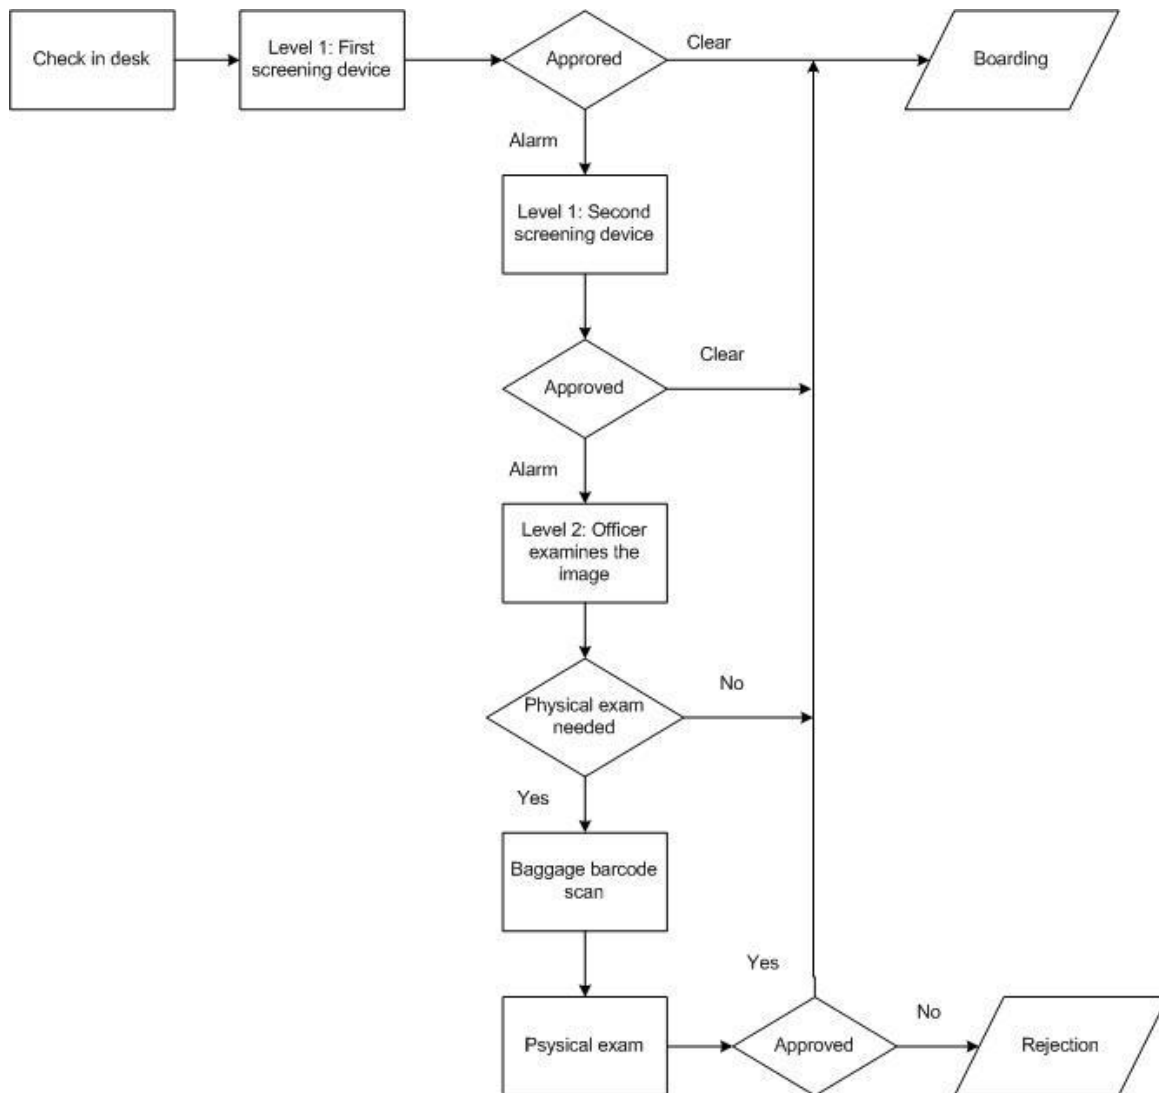 Check in desk
Level 1: First
screening device
Approred
Clear
Boarding
Alarm
Level 1: Second
screening device
Approved
Clear
Alarm
Level 2: Officer
examines the
image
Physical exam
needed
No
Yes
Baggage barcode
scan
Psysical exam
Yes
Approved
No
Rejection